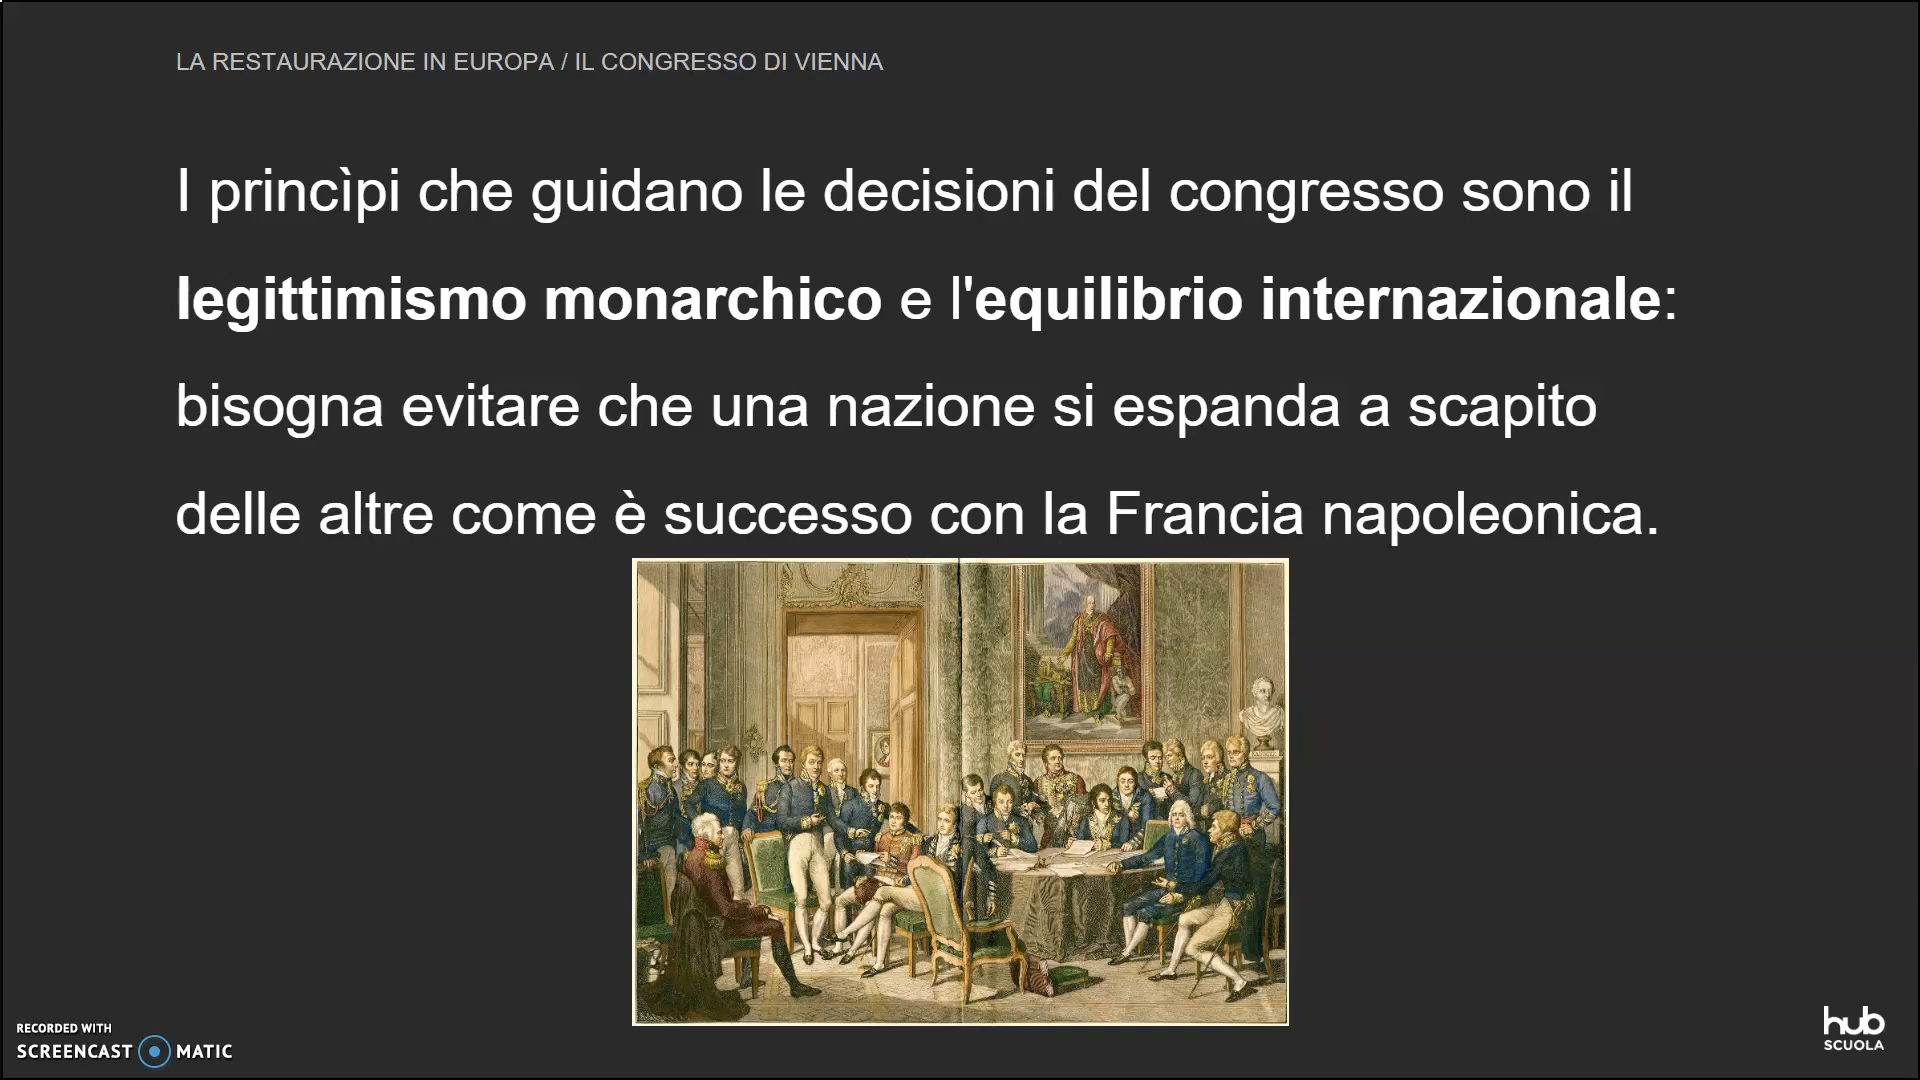 LA RESTAURAZIONE IN EUROPA / IL CONGRESSO DI VIENNA
I princìpi che guidano le decisioni del congresso sono il
legittimismo monarchico e l'equilibrio internazionale:
bisogna evitare che una nazione si espanda a scapito
delle altre come è successo con la Francia napoleonica.
RECORDED WITH
SCREENCAST MATIC
hub
SCUOLA